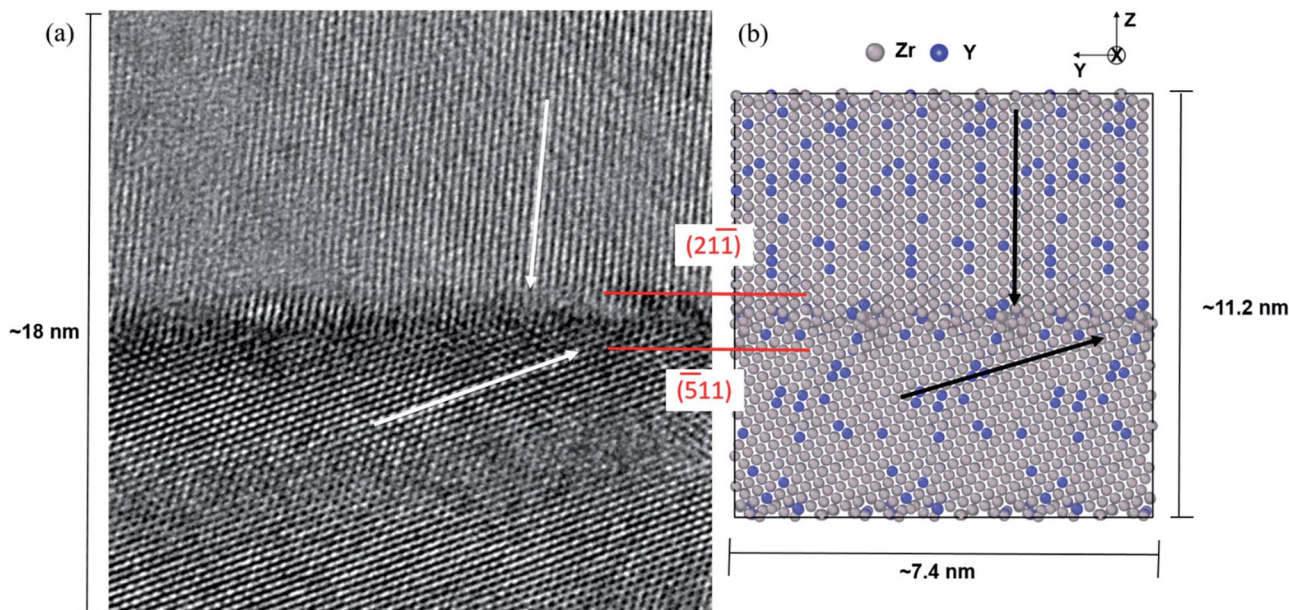 (a)
(b)
Z
Y
X
Zr
Y
(21̅1̅)
(5̅11)
~18 nm
~11.2 nm
~7.4 nm